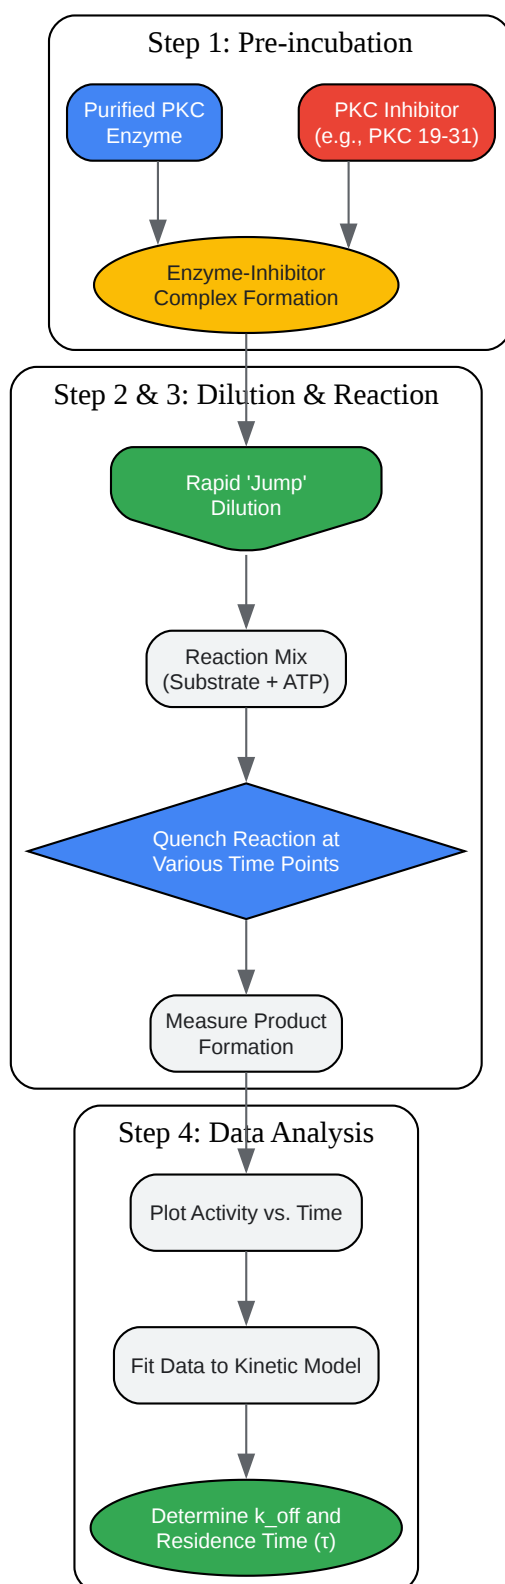 Step 1: Pre-incubation
Purified PKC
Enzyme
PKC Inhibitor
(e.g., PKC 19-31)
Enzyme-Inhibitor
Complex Formation
Step 2 & 3: Dilution & Reaction
Rapid 'Jump'
Dilution
Reaction Mix
(Substrate + ATP)
Quench Reaction at
Various Time Points
Measure Product
Formation
Step 4: Data Analysis
Plot Activity vs. Time
Fit Data to Kinetic Model
Determine k_off and
Residence Time (τ)